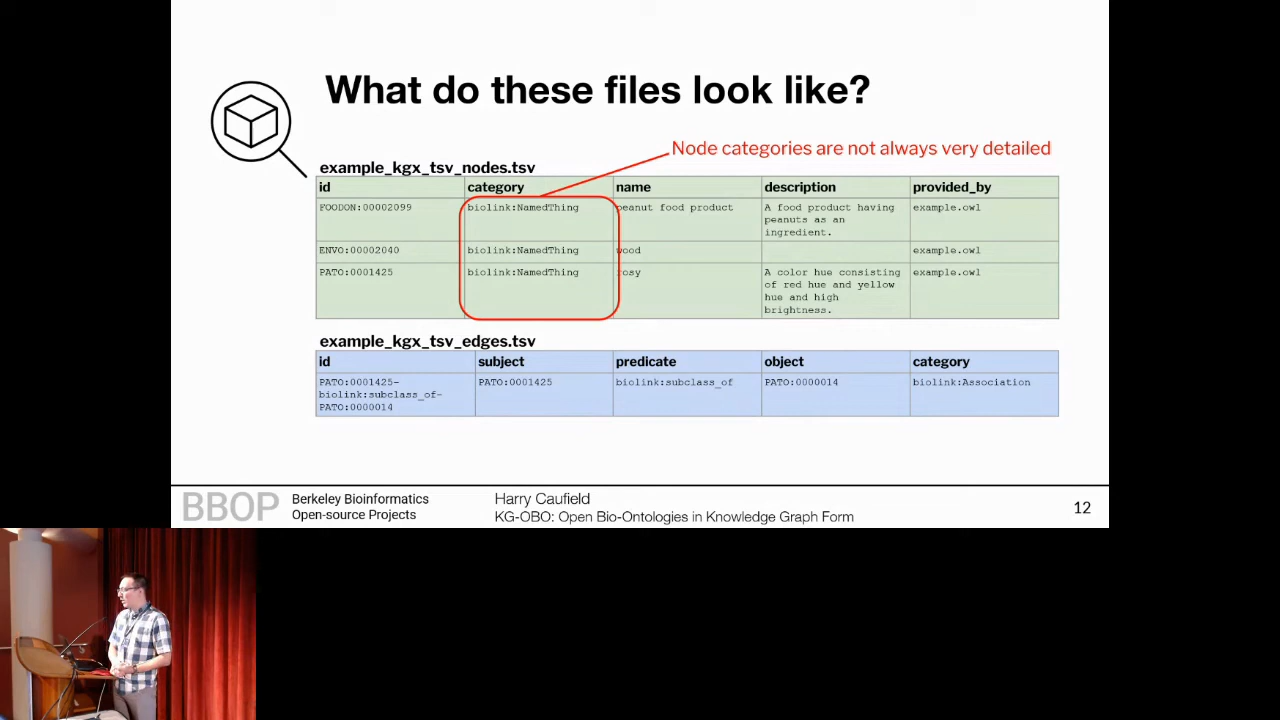 What do these files look like?
Node categories are not always very detailed
example_kgx_tsv_nodes.tsv
id category name description provided_by
FOODON:00002099 biolink:NamedThing peanut food product A food product having example.owl
peanuts as an
ingredient.
ENVO:00002040 biolink:NamedThing wood example.owl
PATO:0001425 biolink:NamedThing rosy A color hue consisting example.owl
of red hue and yellow
hue and high
brightness.
example_kgx_tsv_edges.tsv
id subject predicate object category
PATO:0001425- PATO:0001425 biolink:subclass_of PATO:0000014 biolink:Association
biolink:subclass_of-
PATO:0000014
BBOP
Berkeley Bioinformatics
Open-source Projects
Harry Caufield
KG-OBO: Open Bio-Ontologies in Knowledge Graph Form
12